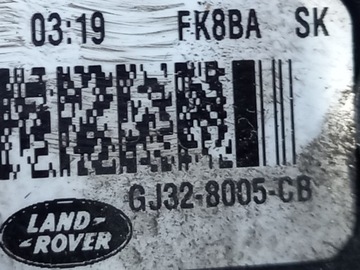 03:19 FK8BA SK
GJ32-8005-CB
LAND-
ROVER